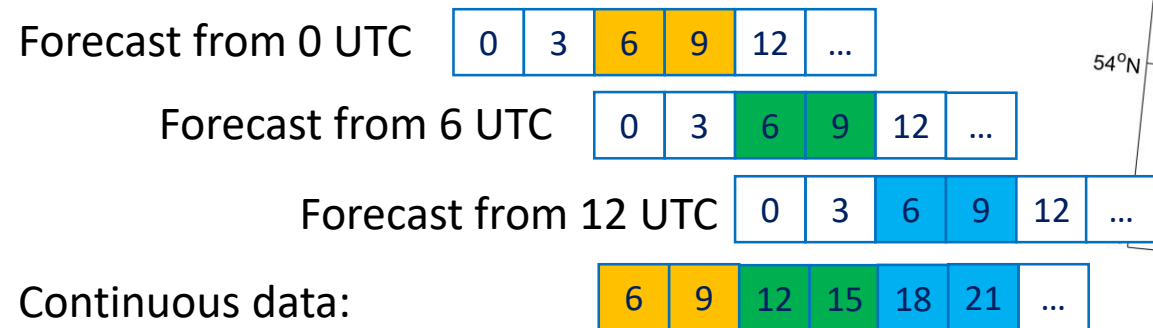 Forecast from 0 UTC 0 3 6 9 12 ...
54°N
Forecast from 6 UTC 0 3 6 9 12 ...
Forecast from 12 UTC 0 3 6 9 12 ...
Continuous data: 6 9 12 15 18 21 ...